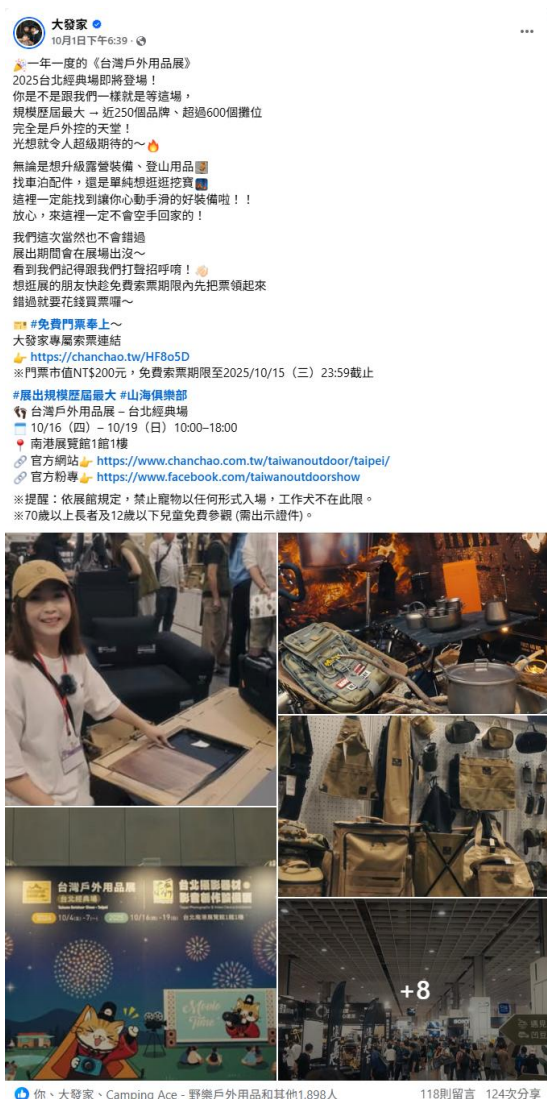 大發家
10月1日下午6:39
🎉一年一度的《台灣戶外用品展》
2025台北經典場即將登場！
你是不是跟我們一樣就是等這場，
規模歷屆最大 → 近250個品牌、超過600個攤位
完全是戶外控的天堂！
光想就令人超級期待的～🔥
無論是想升級露營裝備、登山用品
找車泊配件，還是單純想逛逛挖寶
這裡一定能找到讓你心動手滑的好裝備啦！！
放心，來這裡一定不會空手回家的！
我們這次當然也不會錯過
展出期間會在展場出沒～
看到我們記得跟我們打聲招呼唷！👋🏻
想逛展的朋友快趁免費索票期限內先把票領起來
錯過就要花錢買票囉～
🎫 #免費門票奉上～
大發家專屬索票連結
👉 https://chanchao.tw/HF8o5D
※門票市值NT$200元，免費索票期限至2025/10/15（三）23:59截止
#展出規模歷屆最大 #山海俱樂部
👣 台灣戶外用品展 – 台北經典場
🗓️ 10/16（四）– 10/19（日）10:00–18:00
📍 南港展覽館1館1樓
🔗 官方網站👉 https://www.chanchao.com.tw/taiwanoutdoor/taipei/
🔗 官方粉專👉 https://www.facebook.com/taiwanoutdoorshow
※提醒：依展館規定，禁止寵物以任何形式入場，工作犬不在此限。
※70歲以上長者及12歲以下兒童免費參觀 (需出示證件)。
台灣戶外用品展
台北經典場
台北攝影器材
影音創作設備展
Movie Time
+8
你、大發家、Camping Ace - 野樂戶外用品和其他1,898人
118則留言 124次分享